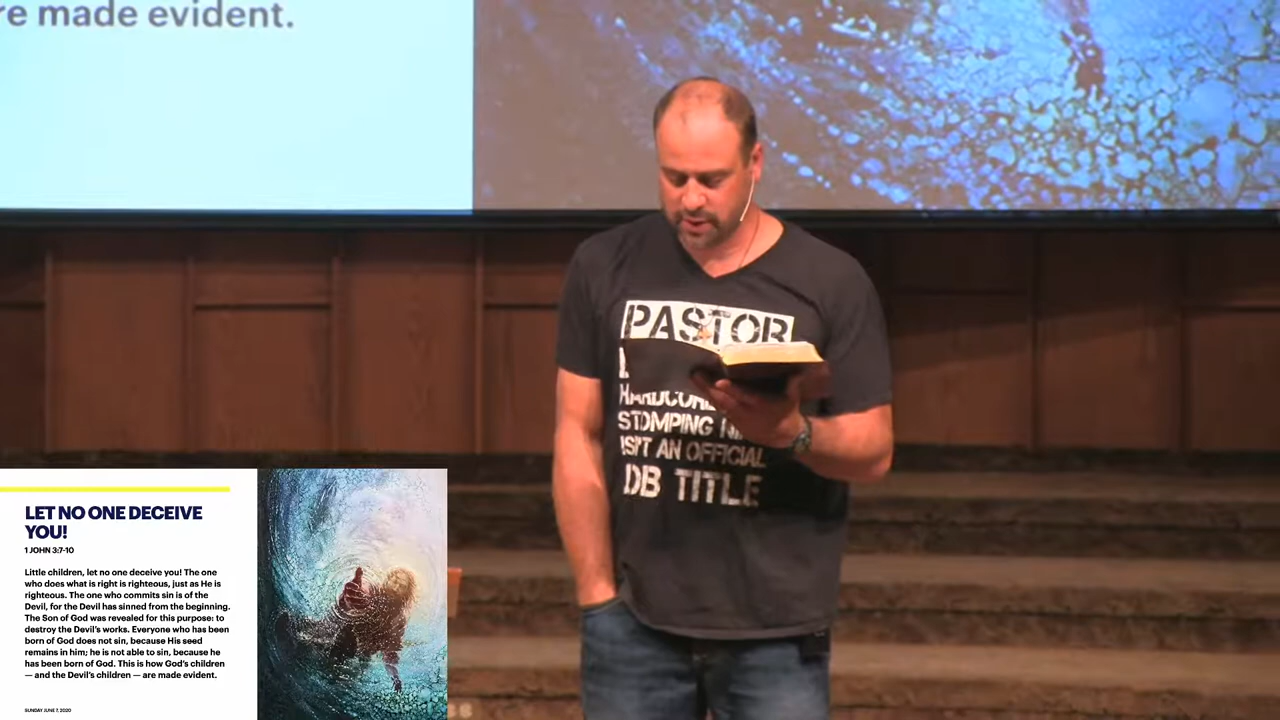 re made evident.
PASTOR
STOMPING
ISN'T AN OFFICIAL
JOB TITLE
LET NO ONE DECEIVE
YOU!
1 JOHN 3:7-10
Little children, let no one deceive you! The one
who does what is right is righteous, just as He is
righteous. The one who commits sin is of the
Devil, for the Devil has sinned from the beginning.
The Son of God was revealed for this purpose: to
destroy the Devil's works. Everyone who has been
born of God does not sin, because His seed
remains in him; he is not able to sin, because he
has been born of God. This is how God's children
— and the Devil's children — are made evident.
SUNDAY JUNE 7, 2020